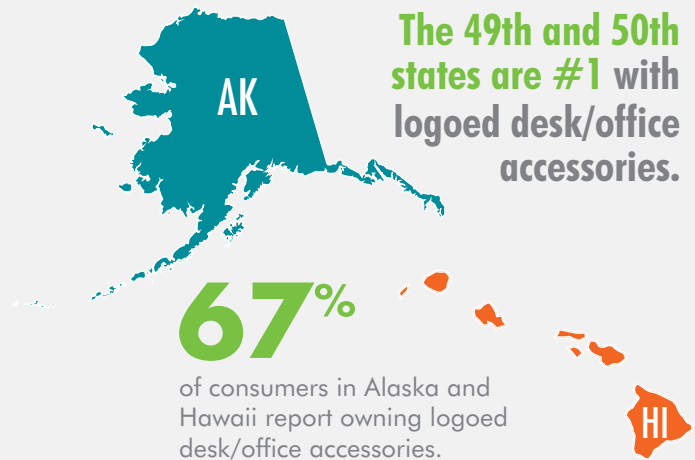 The 49th and 50th
states are #1 with
logoed desk/office
accessories.
AK
67%
of consumers in Alaska and
Hawaii report owning logoed
desk/office accessories.
HI